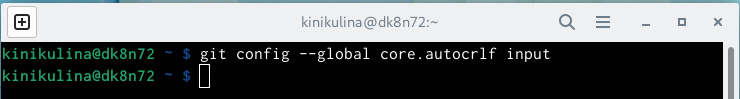 kinikulina@dk8n72:~
kinikulina@dk8n72 ~ $ git config --global core.autocrlf input
kinikulina@dk8n72 ~ $